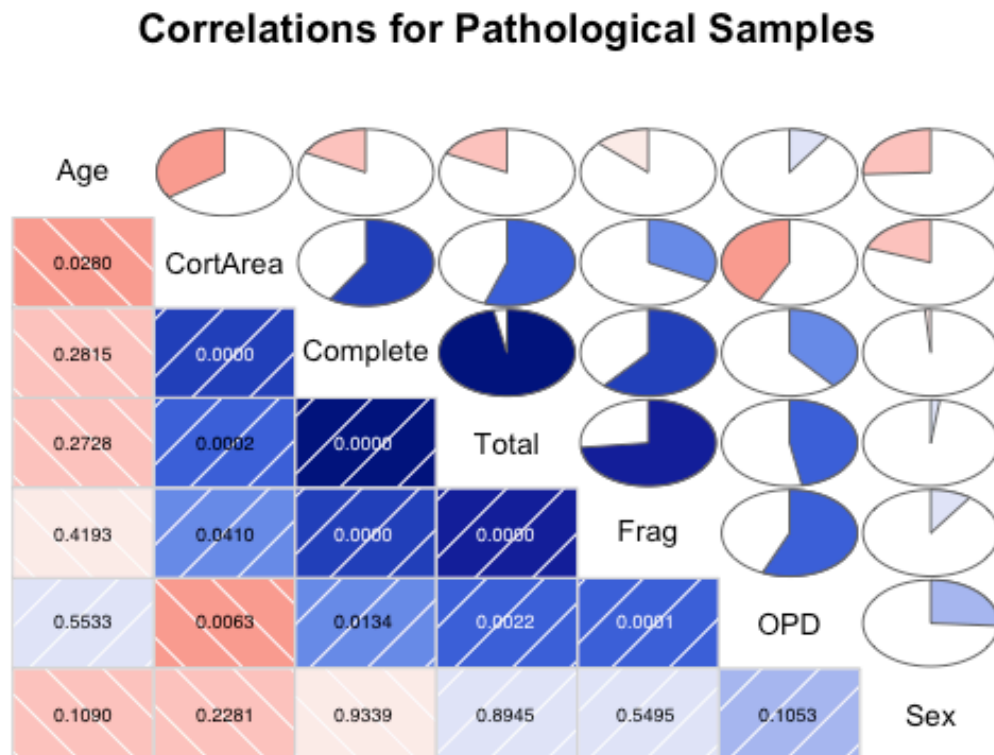 Correlations for Pathological Samples
Age
0.0280 CortArea
0.2815 0.0000 Complete
0.2728 0.0002 0.0000 Total
0.4193 0.0410 0.0000 0.0000 Frag
0.5533 0.0063 0.0134 0.0022 0.0001 OPD
0.1090 0.2281 0.9339 0.8945 0.5495 0.1053 Sex